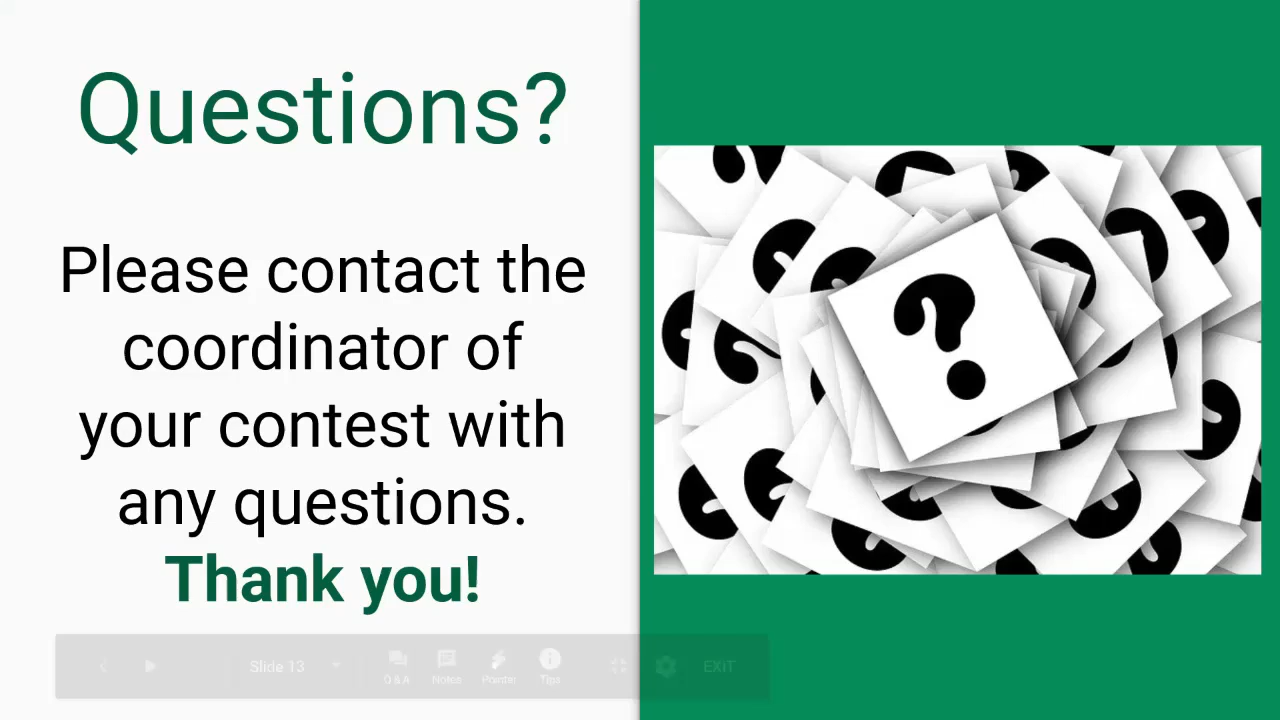 Questions?
Please contact the
coordinator of
your contest with
any questions.
Thank you!
Slide 13
Q & A
Notes
Pointer
Tips
EXIT
?